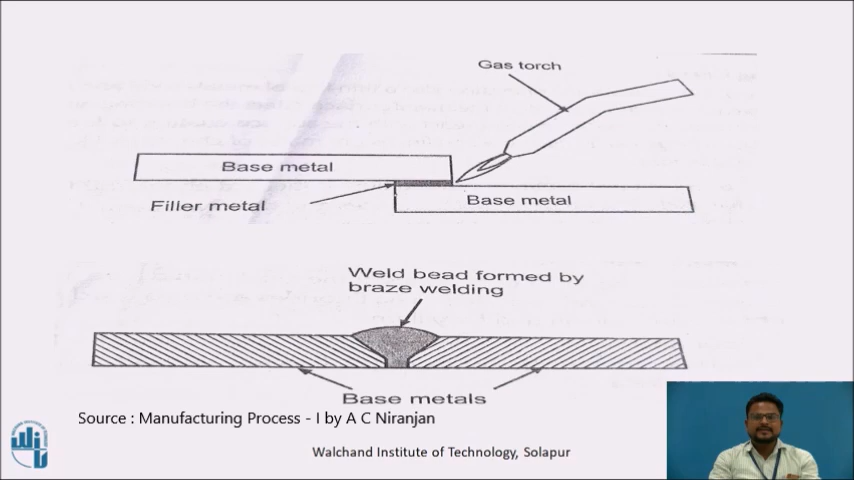 Gas torch
Base metal
Filler metal
Base metal
Weld bead formed by
braze welding
Base metals
Source : Manufacturing Process - I by A C Niranjan
Walchand Institute of Technology, Solapur